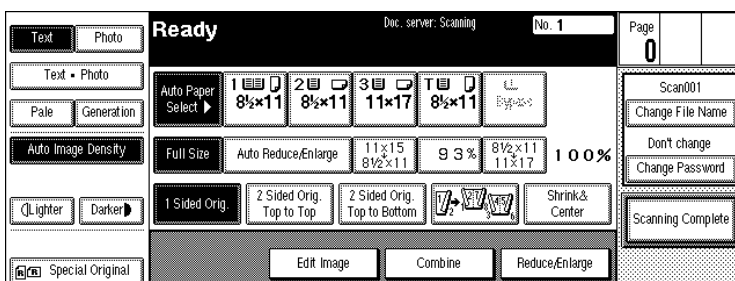 Text
Photo
Text • Photo
Pale
Generation
Auto Image Density
Lighter
Darker
Special Original
Ready
Doc. server: Scanning
No. 1
Auto Paper
Select
1
8½×11
2
8½×11
3
11×17
T
8½×11
Bypass
Full Size
Auto Reduce/Enlarge
11×15
8½×11
93%
8½×11
11×17
100%
1 Sided Orig.
2 Sided Orig.
Top to Top
2 Sided Orig.
Top to Bottom
Shrink&
Center
Edit Image
Combine
Reduce/Enlarge
Page
0
Scan001
Change File Name
Don't change
Change Password
Scanning Complete